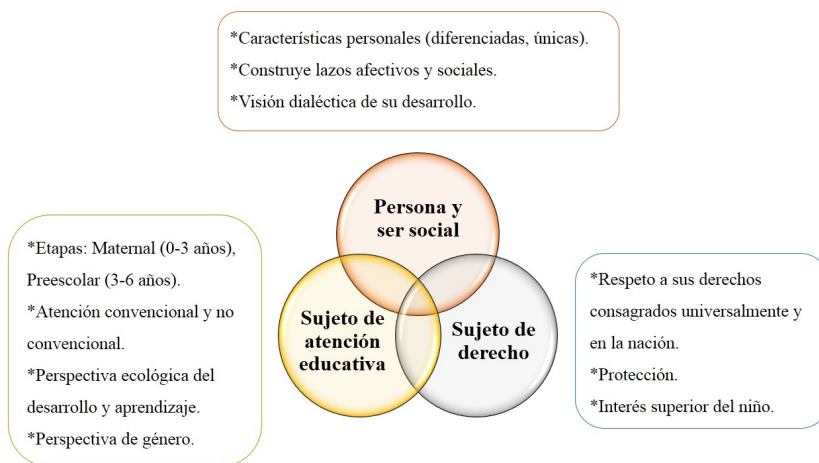 *Características personales (diferenciadas, únicas).
*Construye lazos afectivos y sociales.
*Visión dialéctica de su desarrollo.
Persona y
ser social
*Etapas: Maternal (0-3 años),
Preescolar (3-6 años).
*Atención convencional y no
convencional.
*Perspectiva ecológica del
desarrollo y aprendizaje.
*Perspectiva de género.
Sujeto de
atención
educativa
Sujeto de
derecho
*Respeto a sus derechos
consagrados universalmente y
en la nación.
*Protección.
*Interés superior del niño.